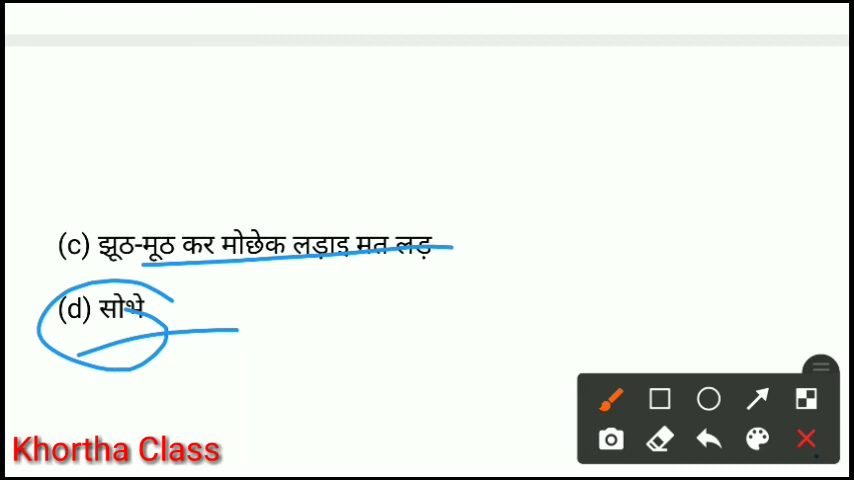 (c) झूठ-मूठ कर मोछेक लड़ाइ मत लड़
(d) सोभे
Khortha Class